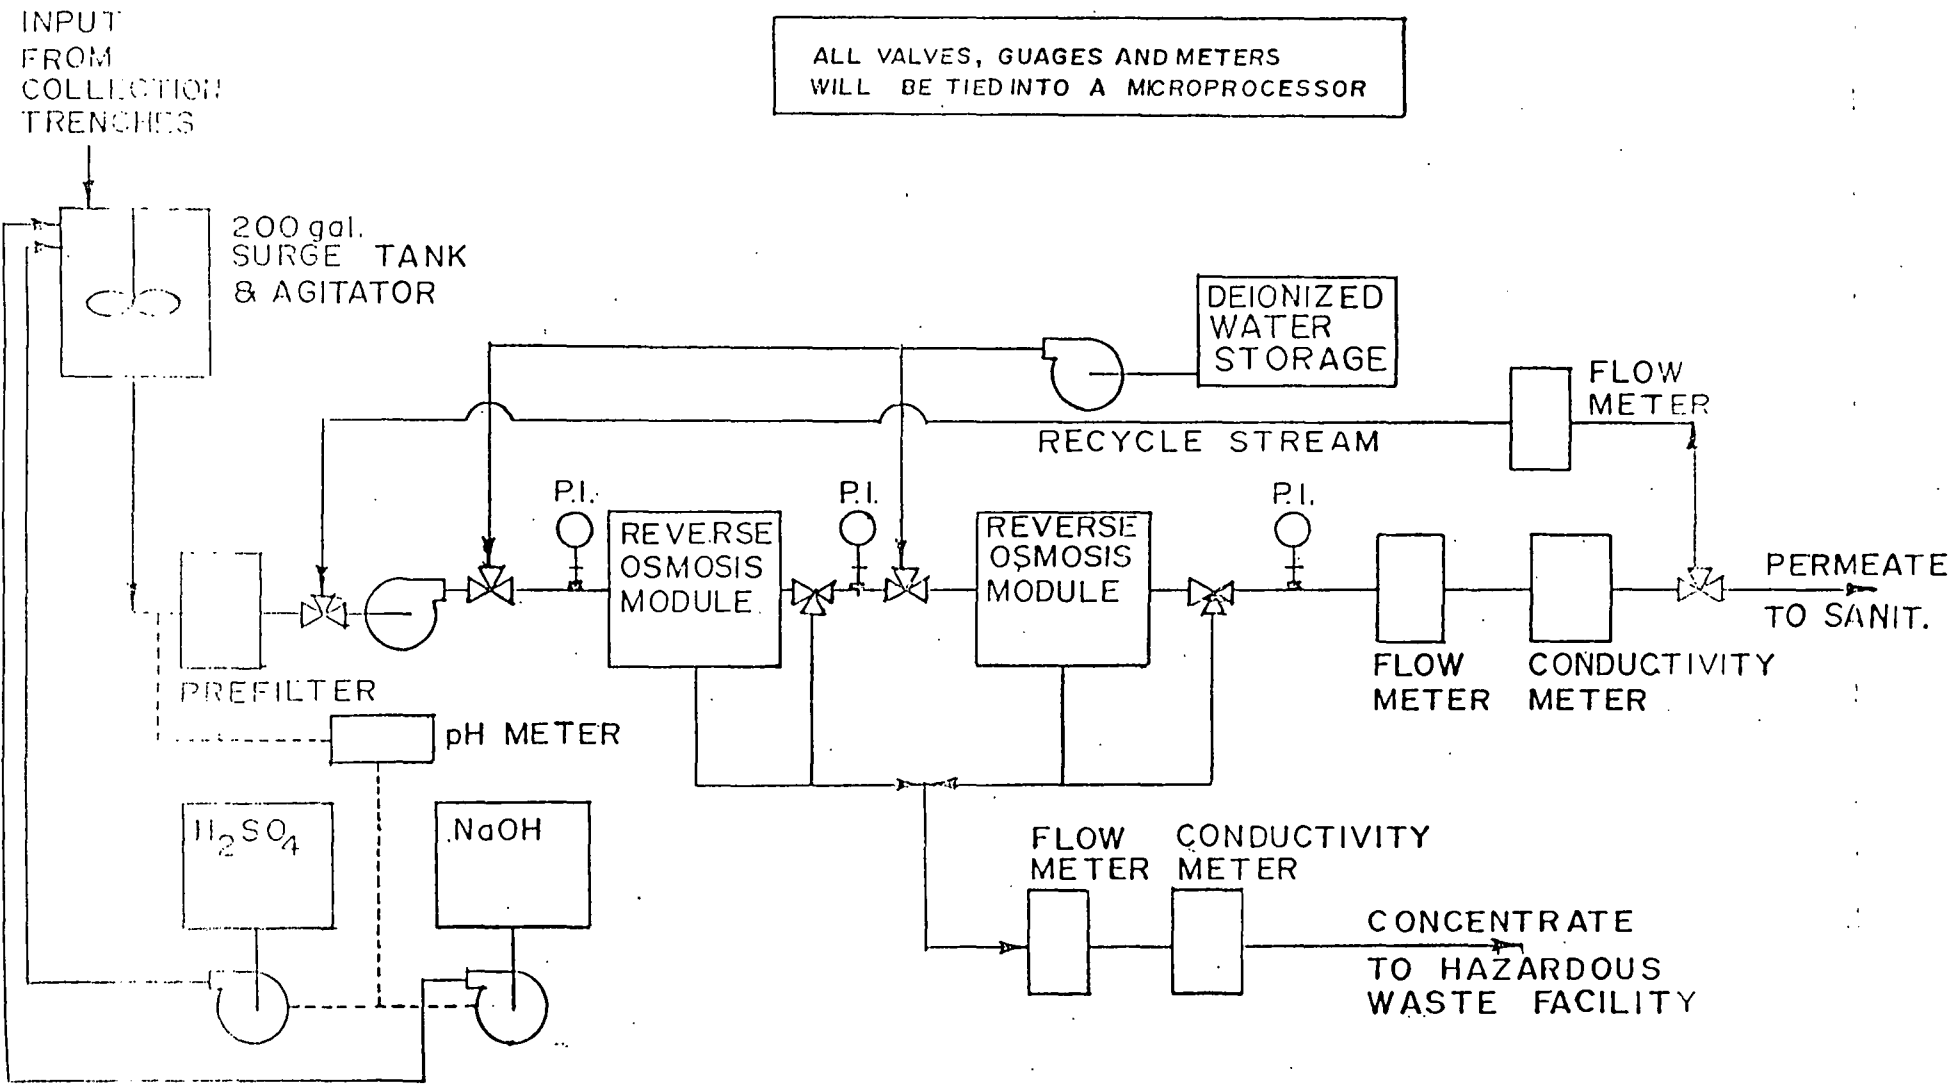 INPUT
FROM
COLLECTION
TRENCHES
ALL VALVES, GUAGES AND METERS
WILL BE TIED INTO A MICROPROCESSOR
200 gal.
SURGE TANK
& AGITATOR
DEIONIZED
WATER
STORAGE
FLOW
METER
RECYCLE STREAM
P.I.
P.I.
P.I.
REVERSE
OSMOSIS
MODULE
REVERSE
OSMOSIS
MODULE
PERMEATE
TO SANIT.
PREFILTER
FLOW
METER
CONDUCTIVITY
METER
pH METER
H2SO4
NaOH
FLOW
METER
CONDUCTIVITY
METER
CONCENTRATE
TO HAZARDOUS
WASTE FACILITY